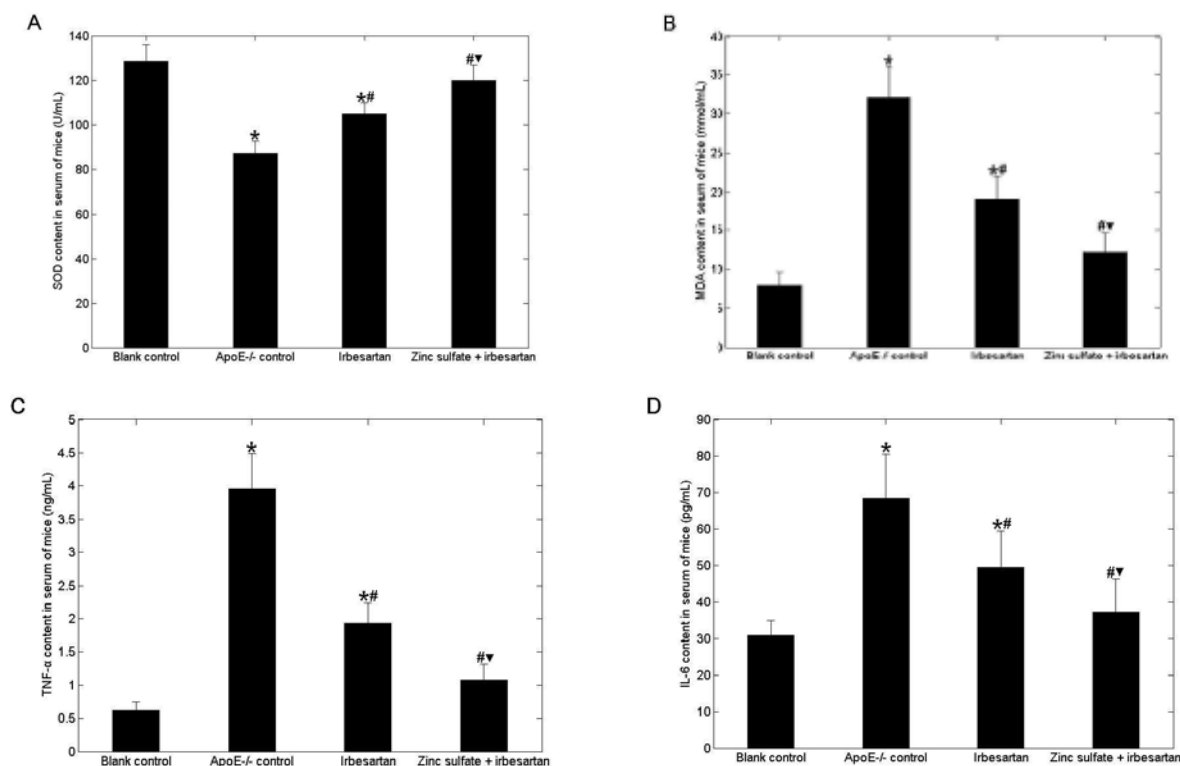 A
SOD content in serum of mice (U/mL)
140
120
100
80
60
40
20
0
*
*#
#▼
Blank control
ApoE-/- control
Irbesartan
Zinc sulfate + irbesartan
B
MDA content in serum of mice (mmol/mL)
40
35
30
25
20
15
10
5
0
*
*#
#▼
Blank control
ApoE-/- control
Irbesartan
Zinc sulfate + irbesartan
C
TNF-α content in serum of mice (ng/mL)
5
4.5
4
3.5
3
2.5
2
1.5
1
0.5
0
*
*#
#▼
Blank control
ApoE-/- control
Irbesartan
Zinc sulfate + irbesartan
D
IL-6 content in serum of mice (pg/mL)
90
80
70
60
50
40
30
20
10
0
*
*#
#▼
Blank control
ApoE-/- control
Irbesartan
Zinc sulfate + irbesartan